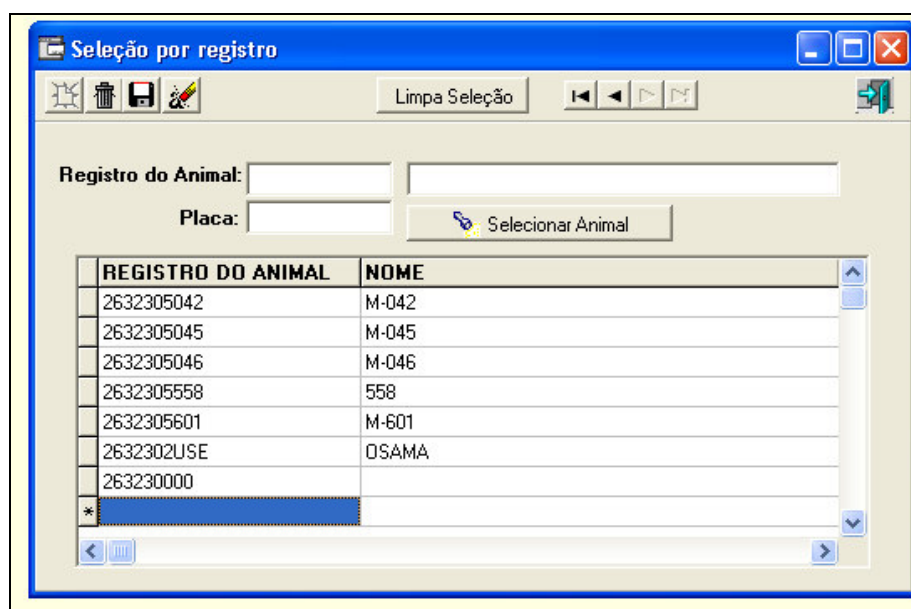 Seleção por registro
Limpa Seleção
Registro do Animal:
Placa:
Selecionar Animal
REGISTRO DO ANIMAL NOME
2632305042 M-042
2632305045 M-045
2632305046 M-046
2632305558 558
2632305601 M-601
2632302USE OSAMA
263230000
*